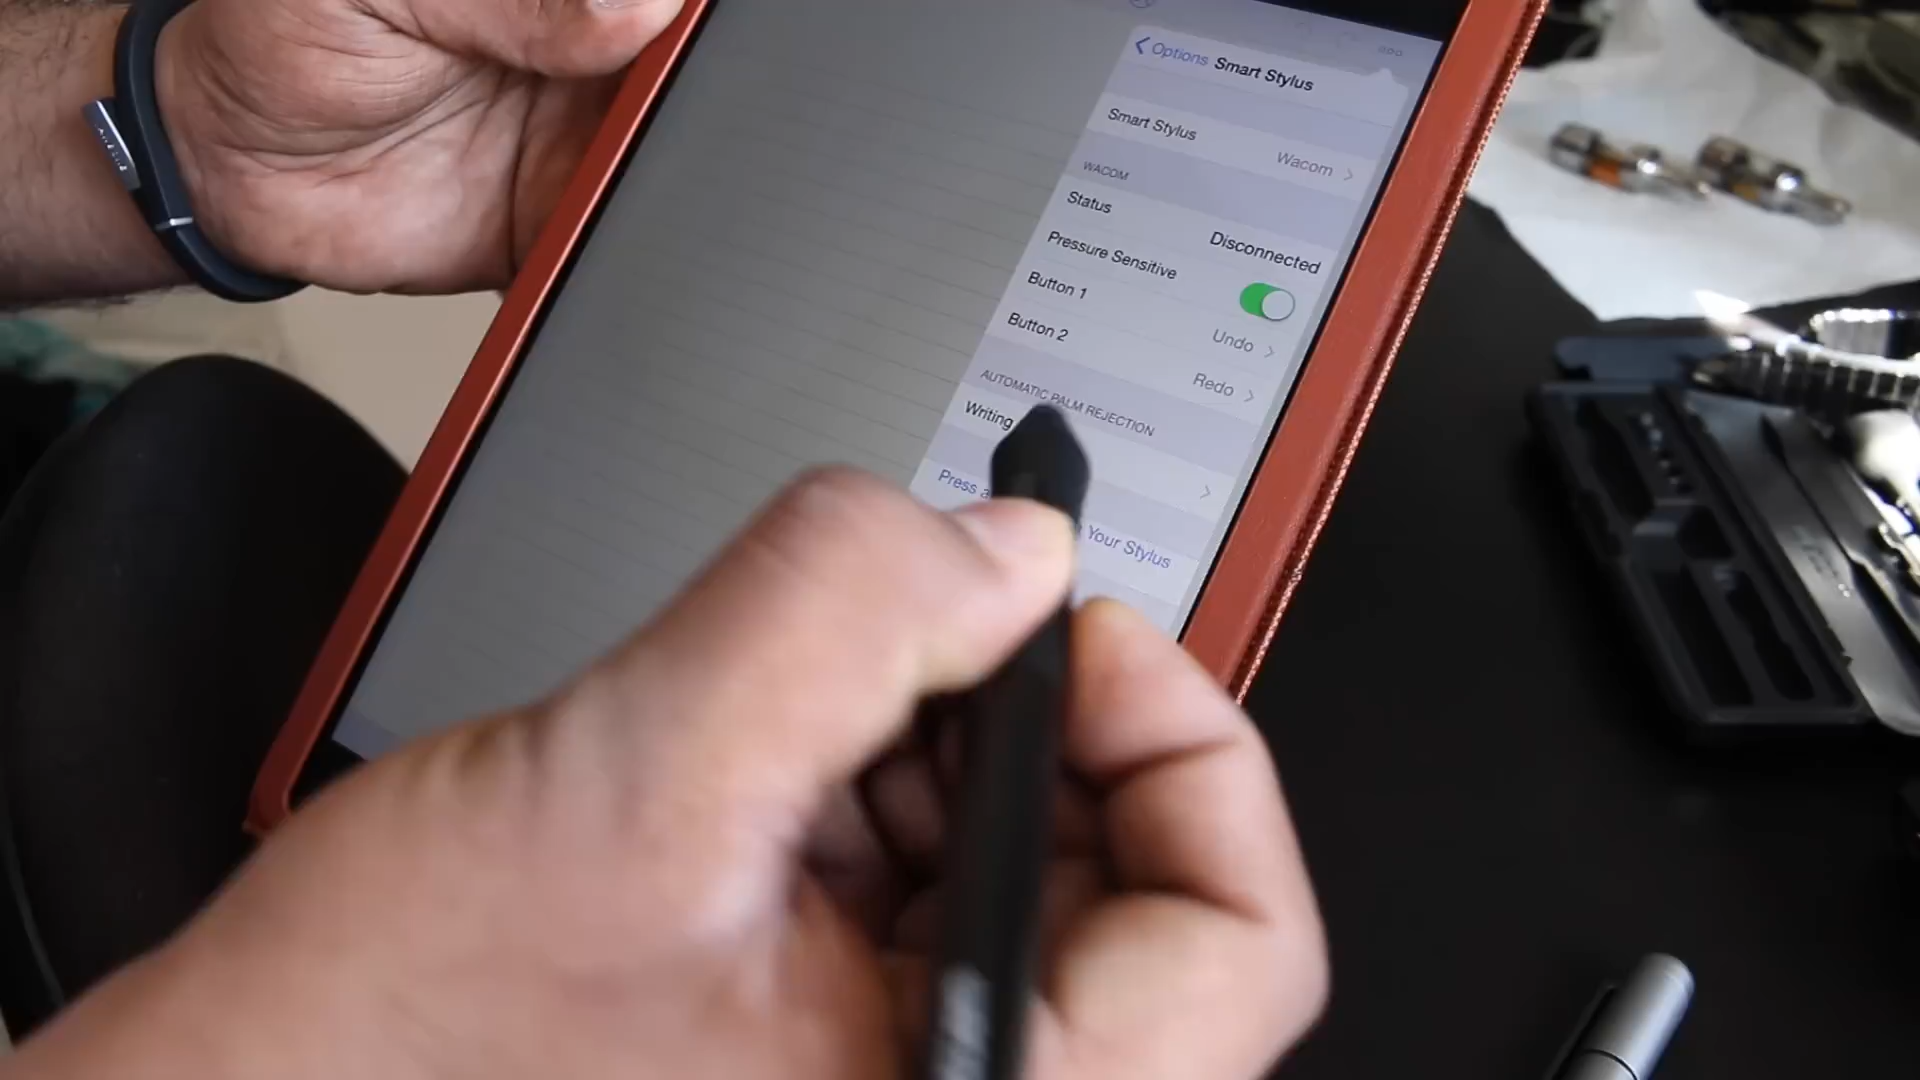 Options Smart Stylus
Smart Stylus Wacom
WACOM
Status Disconnected
Pressure Sensitive
Button 1 Undo
Button 2 Redo
AUTOMATIC PALM REJECTION
Writing
Press Your Stylus